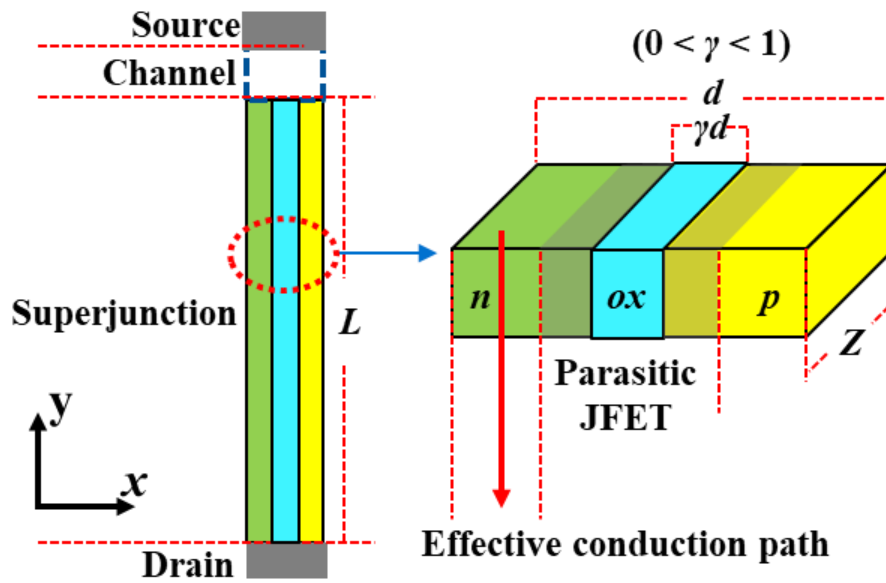 Source
Channel
Superjunction
L
y
x
Drain
(0 < γ < 1)
d
γd
n
ox
p
Z
Parasitic
JFET
Effective conduction path